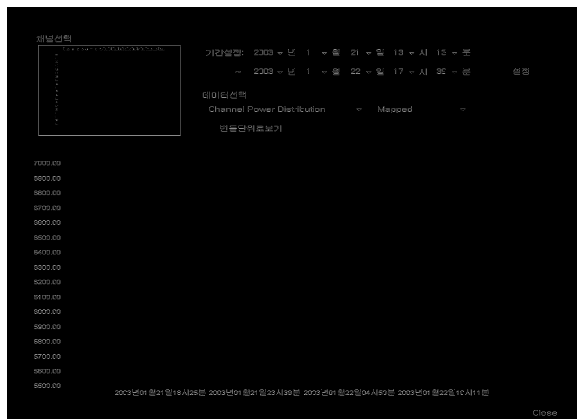 채널선택
기간설정: 2003 년 1 월 21 일 13 시 13 분
~ 2003 년 1 월 22 일 17 시 39 분 설정
데이터선택
Channel Power Distribution Mapped
번들단위로보기
7000.00
6900.00
6800.00
6700.00
6600.00
6500.00
6400.00
6300.00
6200.00
6100.00
6000.00
5900.00
5800.00
5700.00
5600.00
5500.00
2003년01월21일18시25분 2003년01월21일23시39분 2003년01월22일04시53분 2003년01월22일10시11분
Close